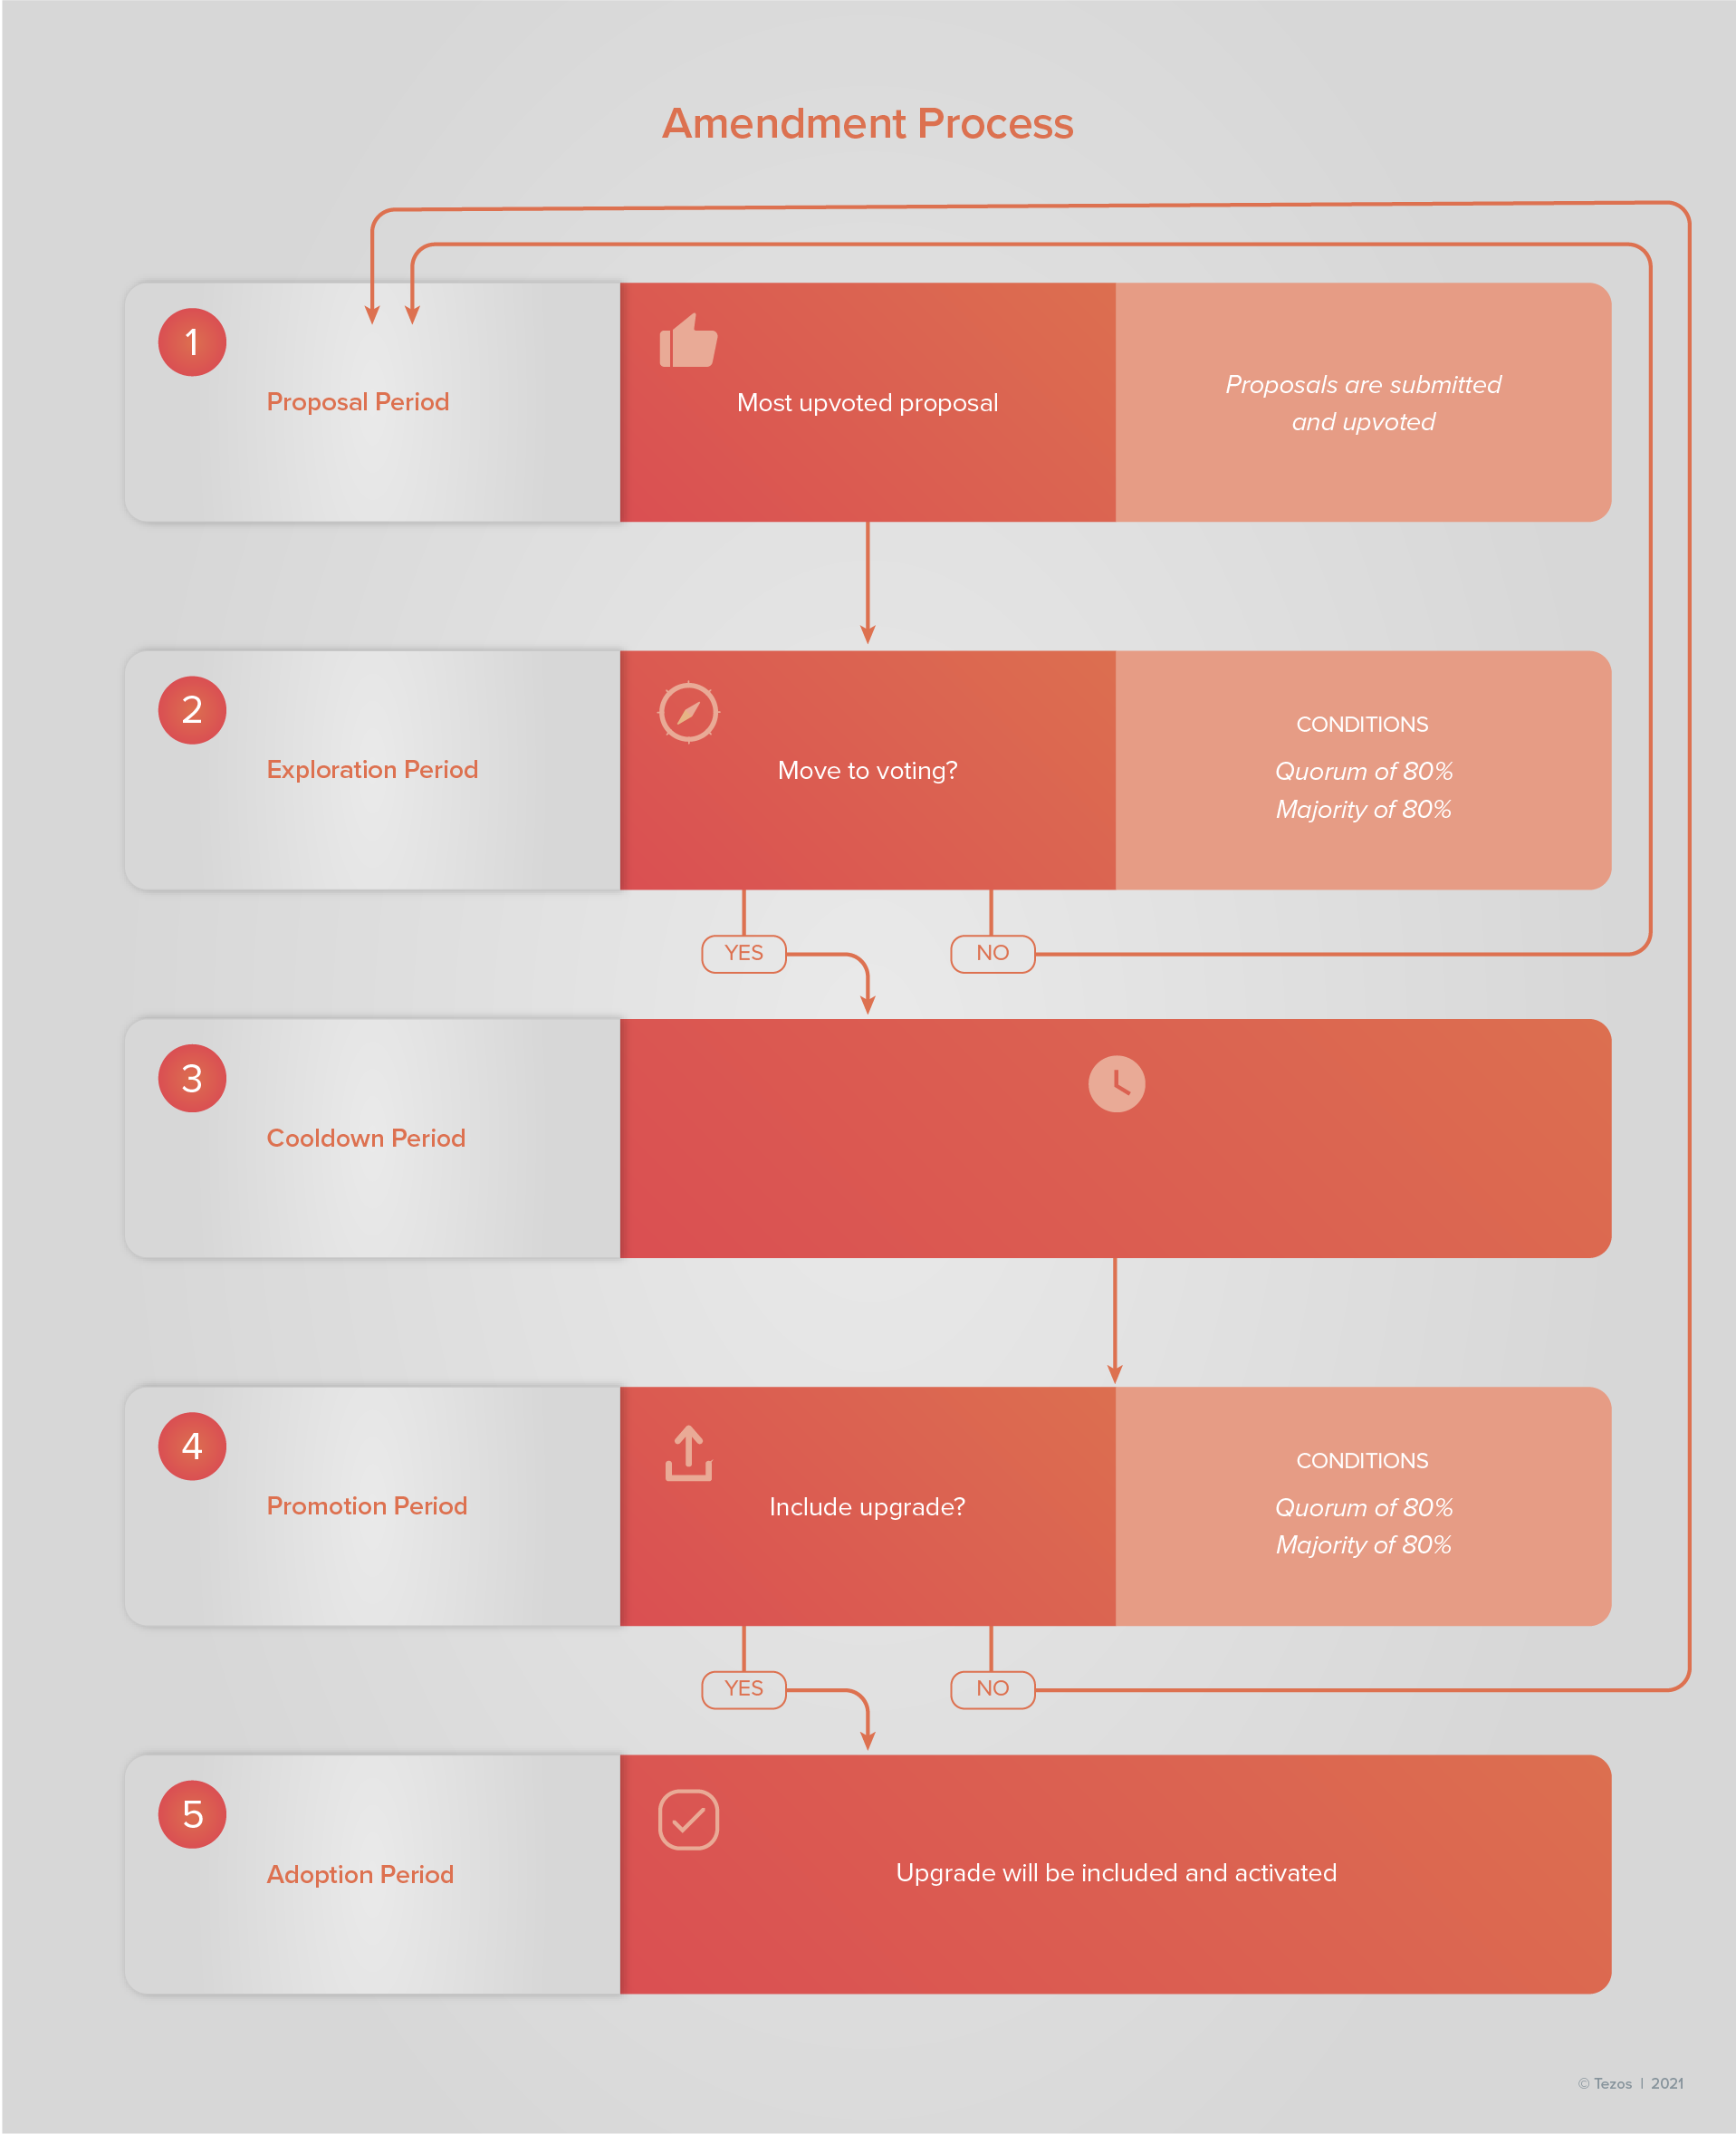 Amendment Process
1
Proposal Period
Most upvoted proposal
Proposals are submitted
and upvoted
2
Exploration Period
Move to voting?
CONDITIONS
Quorum of 80%
Majority of 80%
YES
NO
3
Cooldown Period
4
Promotion Period
Include upgrade?
CONDITIONS
Quorum of 80%
Majority of 80%
YES
NO
5
Adoption Period
Upgrade will be included and activated
© Tezos | 2021